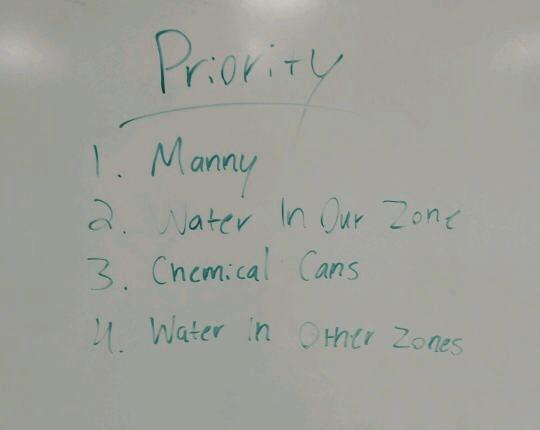 Priority
1. Manny
2. Water In Our Zone
3. Chemical Cans
4. Water in Other Zones